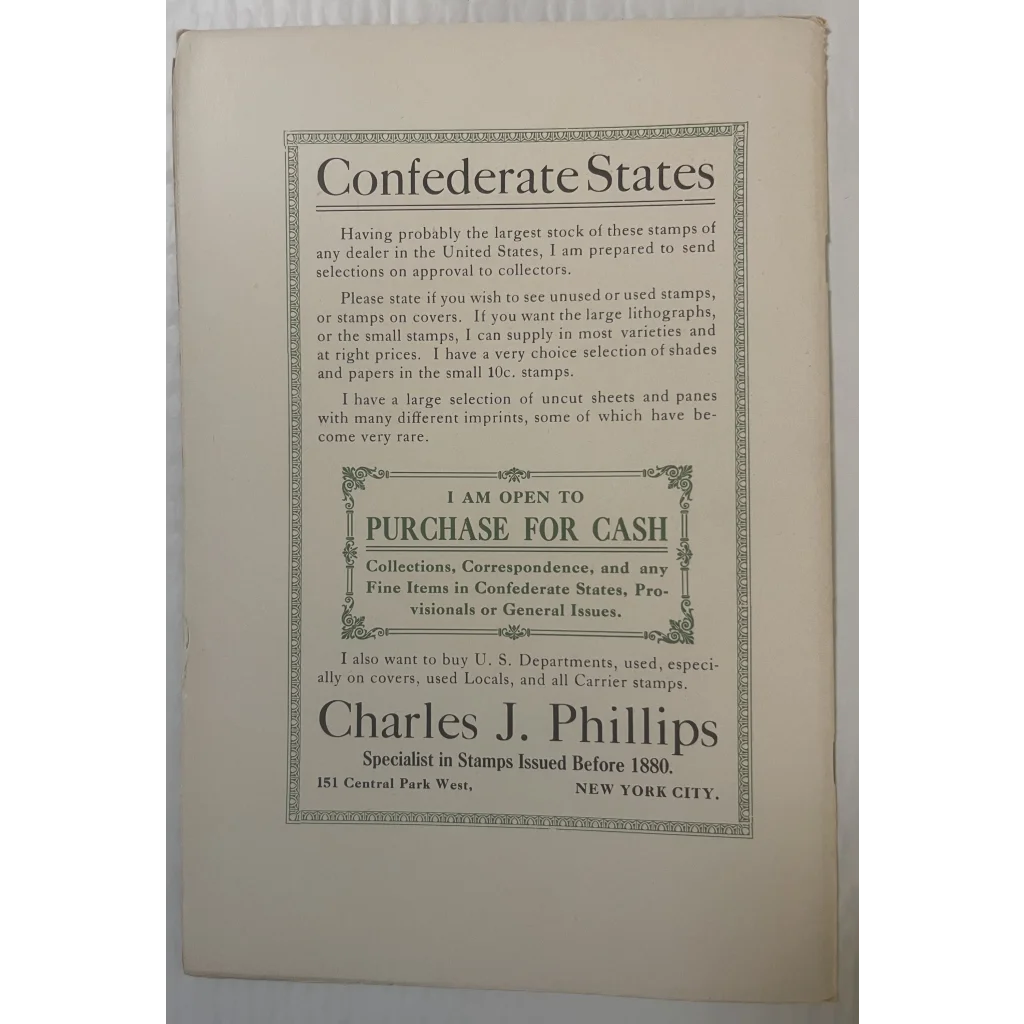 Confederate States
Having probably the largest stock of these stamps of
any dealer in the United States, I am prepared to send
selections on approval to collectors.
Please state if you wish to see unused or used stamps,
or stamps on covers. If you want the large lithographs,
or the small stamps, I can supply in most varieties and
at right prices. I have a very choice selection of shades
and papers in the small 10c. stamps.
I have a large selection of uncut sheets and panes
with many different imprints, some of which have be-
come very rare.
I AM OPEN TO
PURCHASE FOR CASH
Collections, Correspondence, and any
Fine Items in Confederate States, Pro-
visionals or General Issues.
I also want to buy U. S. Departments, used, especi-
ally on covers, used Locals, and all Carrier stamps.
Charles J. Phillips
Specialist in Stamps Issued Before 1880.
151 Central Park West, NEW YORK CITY.